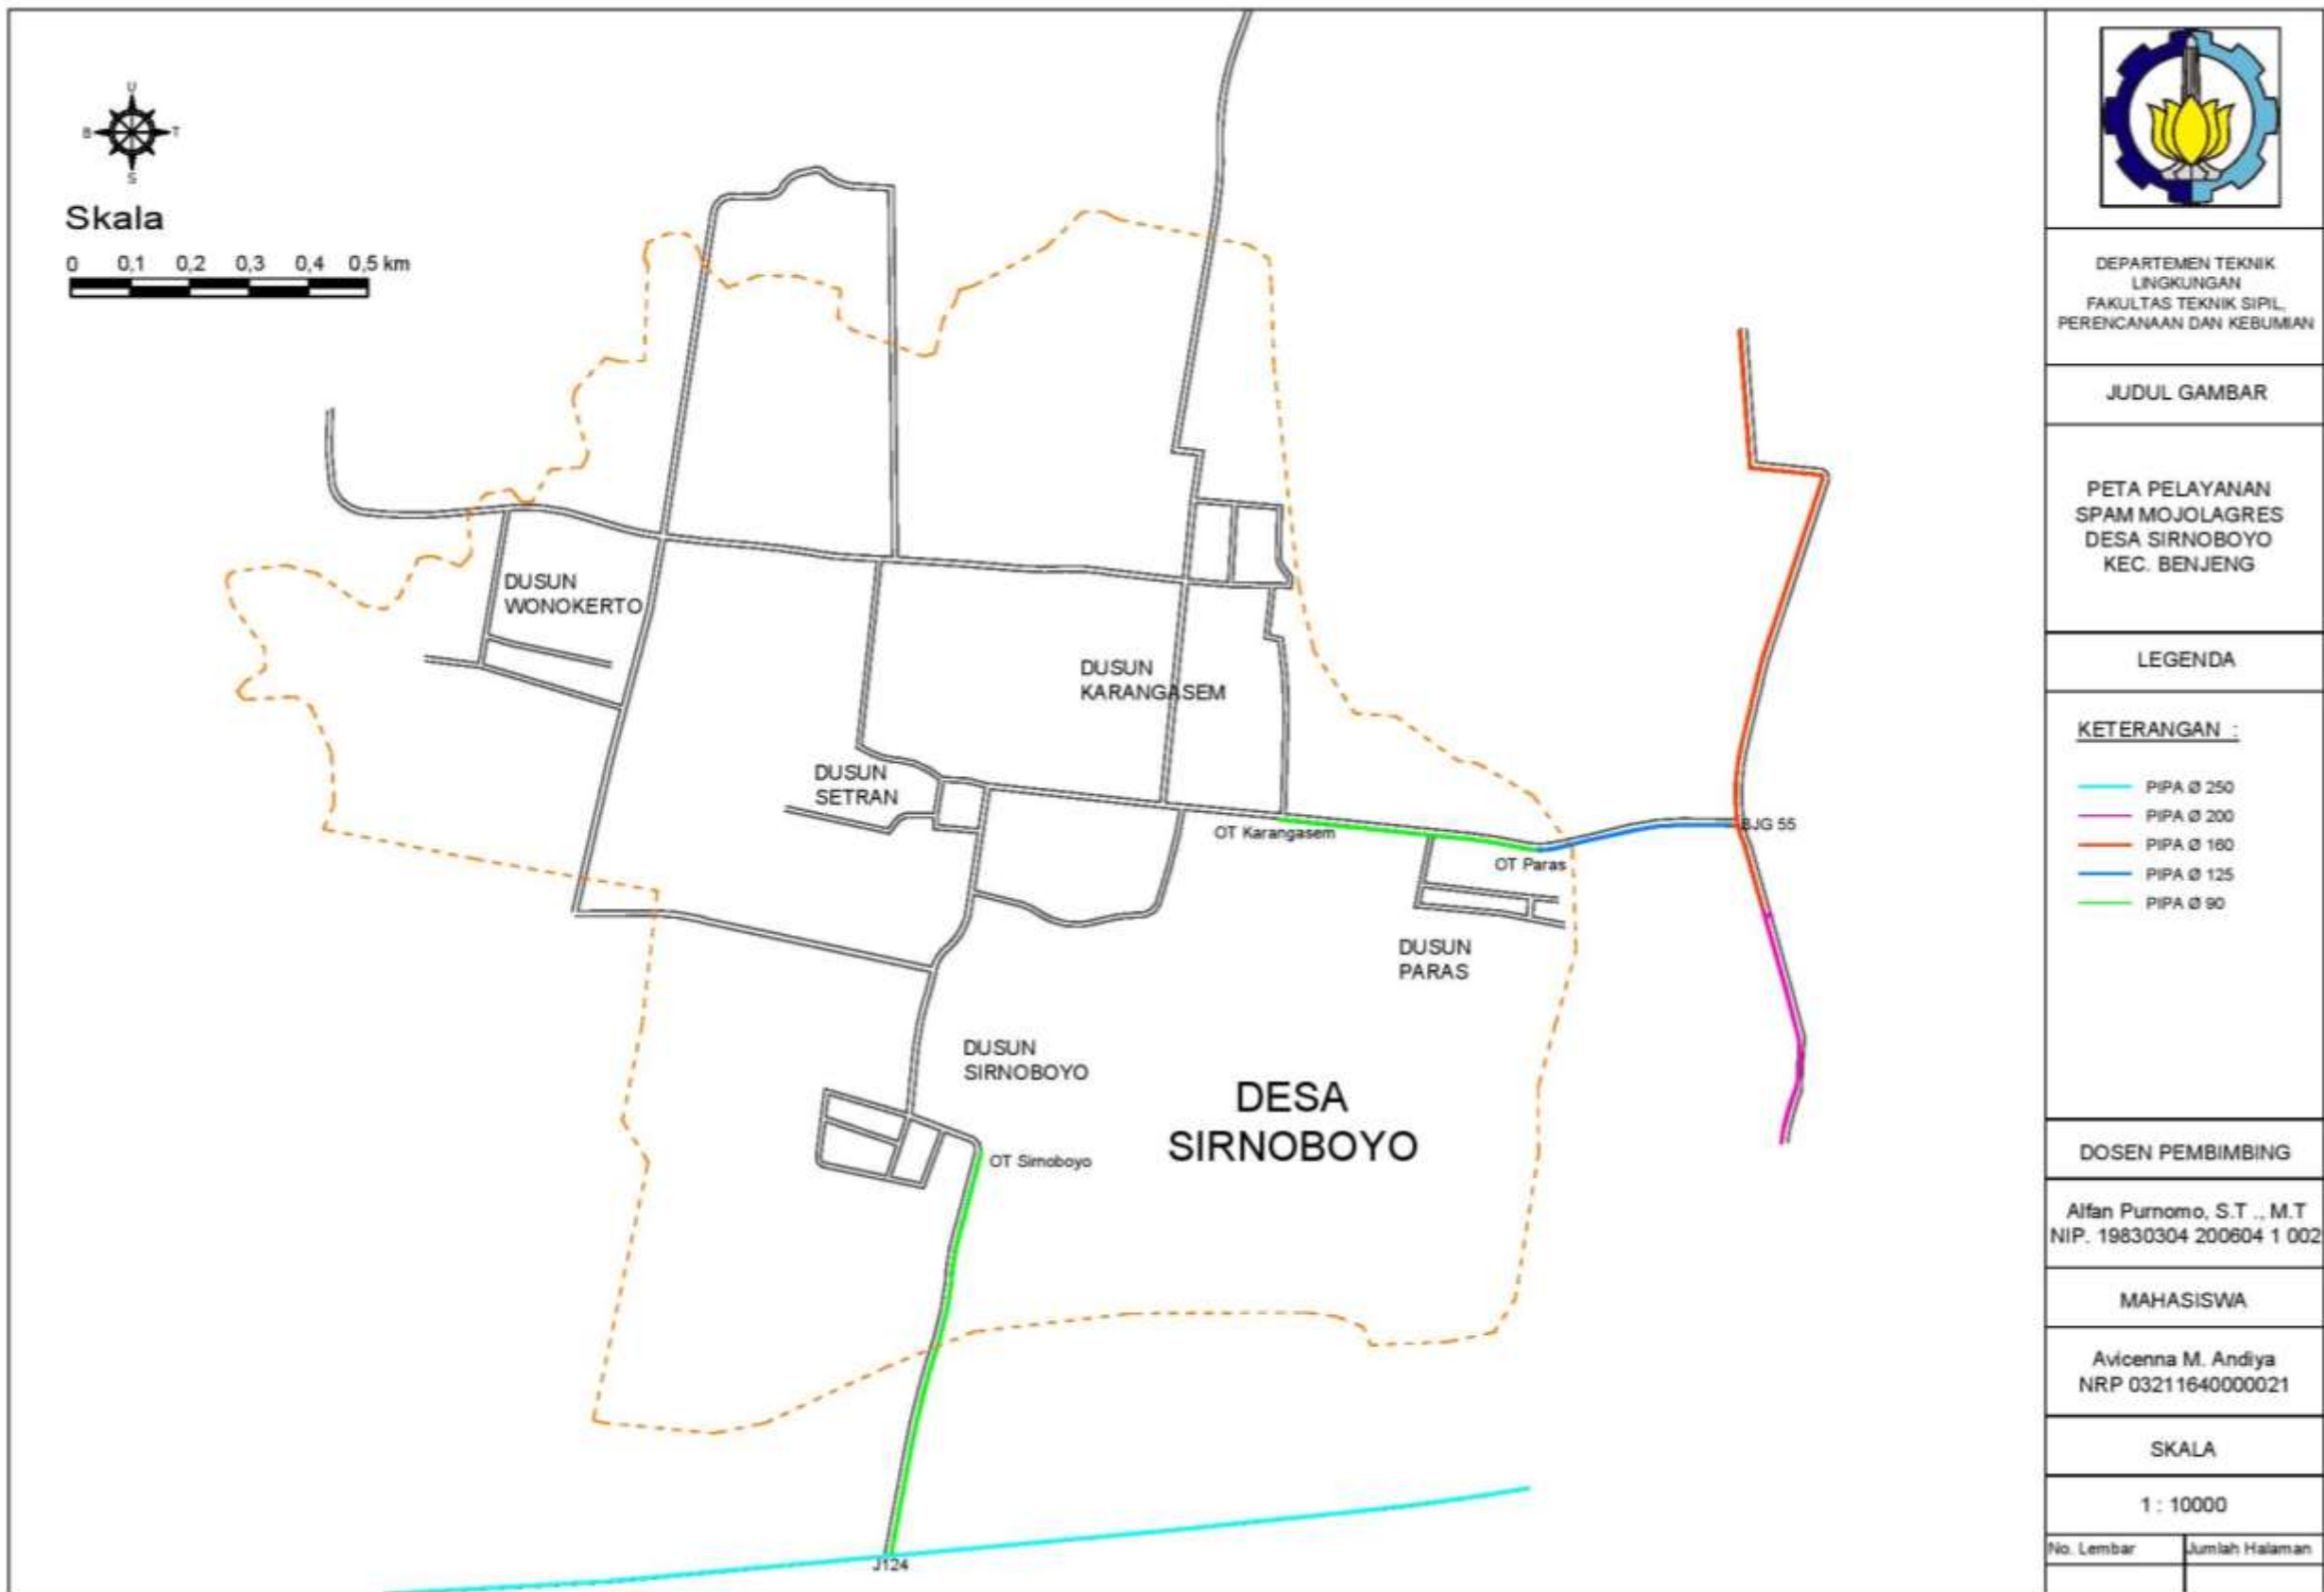 U
B
T
S
Skala
0 0,1 0,2 0,3 0,4 0,5 km
DUSUN
WONOKERTO
DUSUN
KARANGASEM
DUSUN
SETRAN
OT Karangasem
BJG 55
OT Paras
DUSUN
PARAS
DUSUN
SIRNOBOYO
DESA
SIRNOBOYO
OT Sirnoboyo
J124
DEPARTEMEN TEKNIK
LINGKUNGAN
FAKULTAS TEKNIK SIPIL,
PERENCANAAN DAN KEBUMIAN
JUDUL GAMBAR
PETA PELAYANAN
SPAM MOJOLAGRES
DESA SIRNOBOYO
KEC. BENJENG
LEGENDA
KETERANGAN :
PIPA Ø 250
PIPA Ø 200
PIPA Ø 160
PIPA Ø 125
PIPA Ø 90
DOSEN PEMBIMBING
Alfan Purnomo, S.T ., M.T
NIP. 19830304 200604 1 002
MAHASISWA
Avicenna M. Andiya
NRP 03211640000021
SKALA
1 : 10000
No. Lembar
Jumlah Halaman